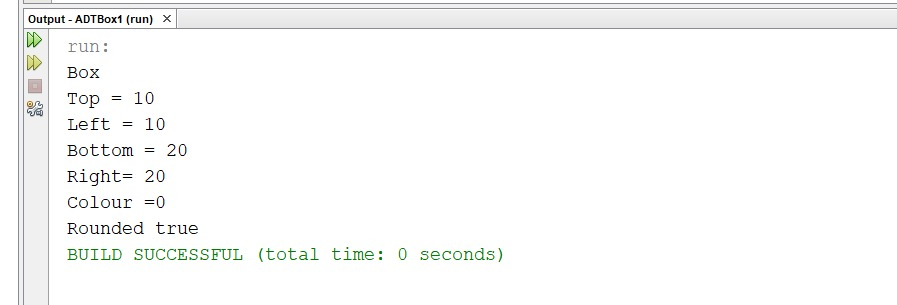 Output - ADTBox1 (run) ×
run:
Box
Top = 10
Left = 10
Bottom = 20
Right= 20
Colour =0
Rounded true
BUILD SUCCESSFUL (total time: 0 seconds)